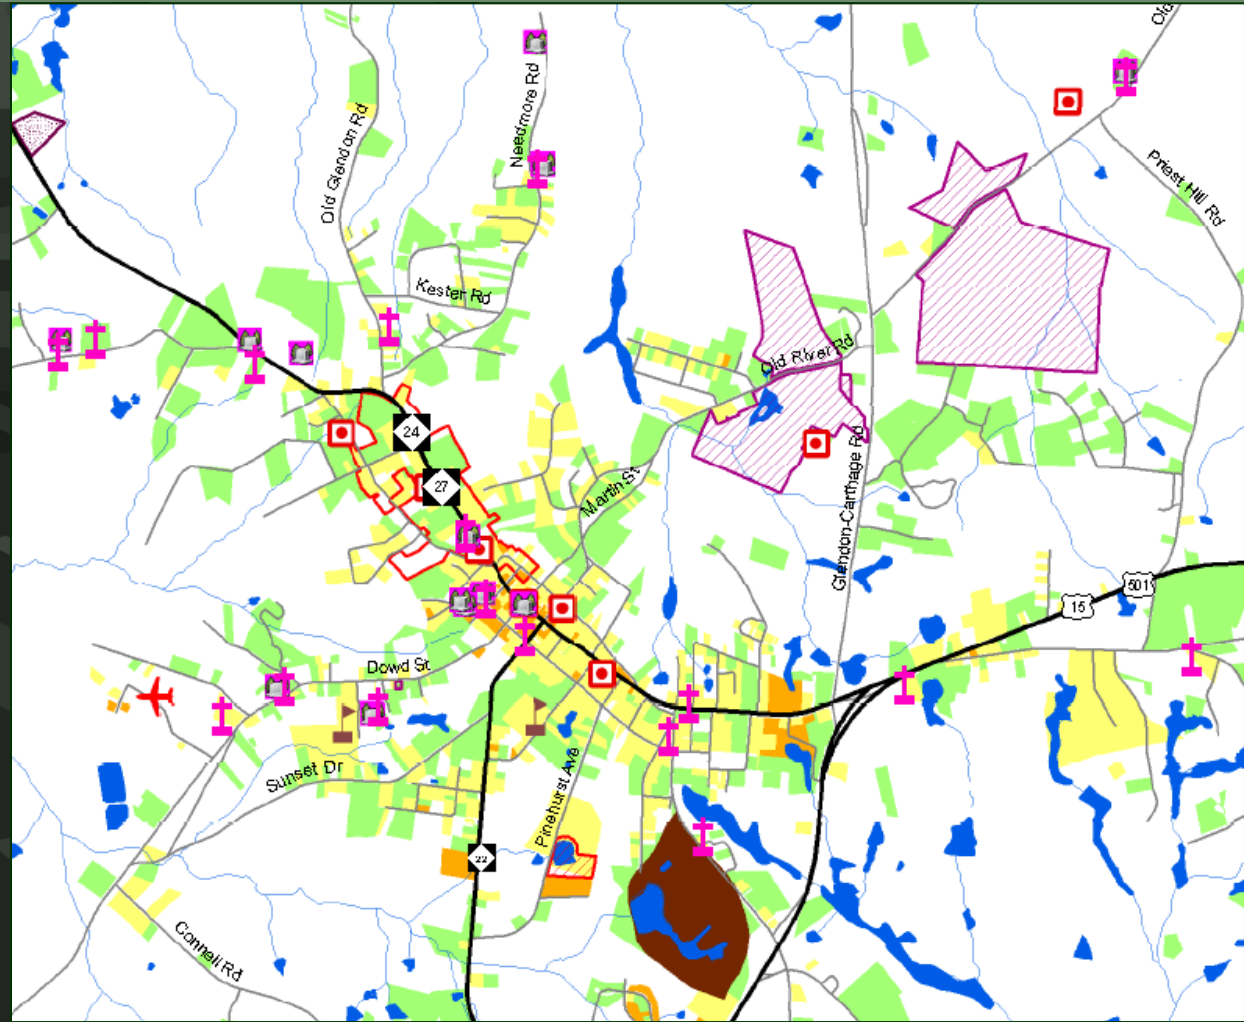 Old
Needmore Rd
Old Glendon Rd
Priest Hill Rd
Kester Rd
Old River Rd
24
27
Martin St
Glendon-Carthage Rd
501
15
Dowd St
Sunset Dr
Pinehurst Ave
22
Connell Rd